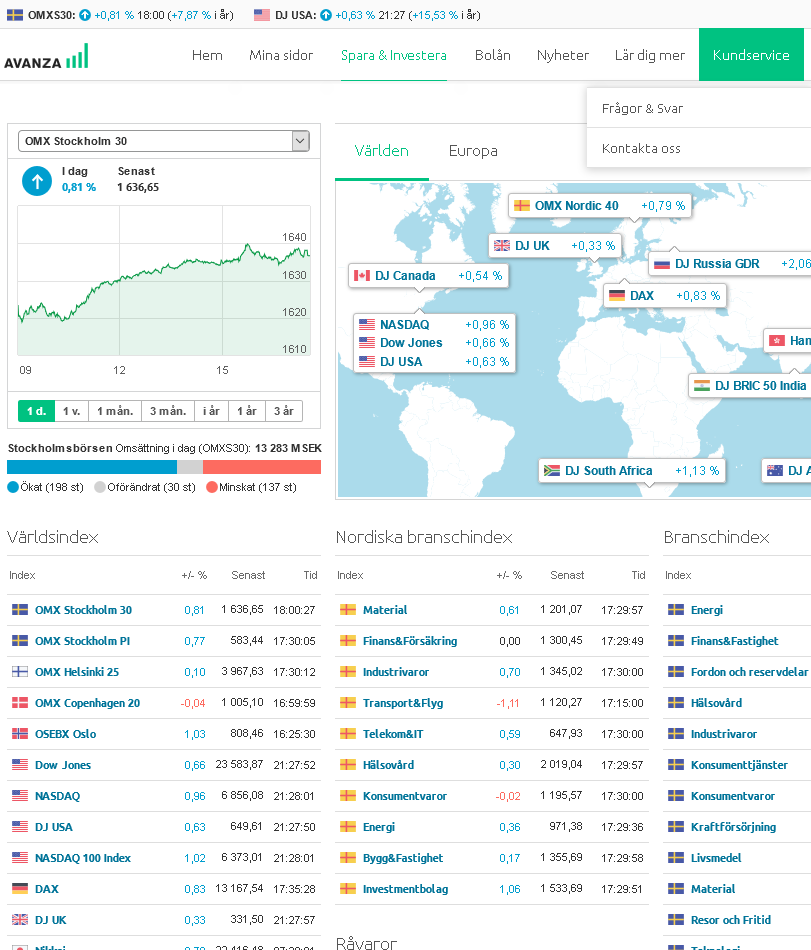 OMXS30: +0,81 % 18:00 (+7,87 % i år) DJ USA: +0,63 % 21:27 (+15,53 % i år)
AVANZA Hem Mina sidor Spara & Investera Bolån Nyheter Lär dig mer Kundservice
Frågor & Svar
Kontakta oss
OMX Stockholm 30
I dag Senast
0,81 % 1 636,65
1640
1630
1620
1610
09 12 15
1 d. 1 v. 1 mån. 3 mån. i år 1 år 3 år
Stockholmsbörsen Omsättning i dag (OMXS30): 13 283 MSEK
Ökat (198 st) Oförändrat (30 st) Minskat (137 st)
Världen Europa
OMX Nordic 40 +0,79 %
DJ UK +0,33 %
DJ Russia GDR +2,06
DJ Canada +0,54 %
DAX +0,83 %
NASDAQ +0,96 %
Dow Jones +0,66 %
DJ USA +0,63 %
Han
DJ BRIC 50 India
DJ South Africa +1,13 %
DJ A
Världsindex
Index +/- % Senast Tid
OMX Stockholm 30 0,81 1 636,65 18:00:27
OMX Stockholm PI 0,77 583,44 17:30:05
OMX Helsinki 25 0,10 3 967,63 17:30:12
OMX Copenhagen 20 -0,04 1 005,10 16:59:59
OSEBX Oslo 1,03 808,46 16:25:30
Dow Jones 0,66 23 583,87 21:27:52
NASDAQ 0,96 6 856,08 21:28:01
DJ USA 0,63 649,61 21:27:50
NASDAQ 100 Index 1,02 6 373,01 21:28:01
DAX 0,83 13 167,54 17:35:28
DJ UK 0,33 331,50 21:27:57
Nordiska branschindex
Index +/- % Senast Tid
Material 0,61 1 201,07 17:29:57
Finans&Försäkring 0,00 1 300,45 17:29:49
Industrivaror 0,70 1 345,02 17:30:00
Transport&Flyg -1,11 1 120,27 17:15:00
Telekom&IT 0,59 647,93 17:30:00
Hälsovård 0,30 2 019,04 17:29:57
Konsumentvaror -0,02 1 195,57 17:30:00
Energi 0,36 971,38 17:29:36
Bygg&Fastighet 0,17 1 355,69 17:29:58
Investmentbolag 1,06 1 533,69 17:29:51
Råvaror
Branschindex
Index
Energi
Finans&Fastighet
Fordon och reservdelar
Hälsovård
Industrivaror
Konsumenttjänster
Konsumentvaror
Kraftförsörjning
Livsmedel
Material
Resor och Fritid